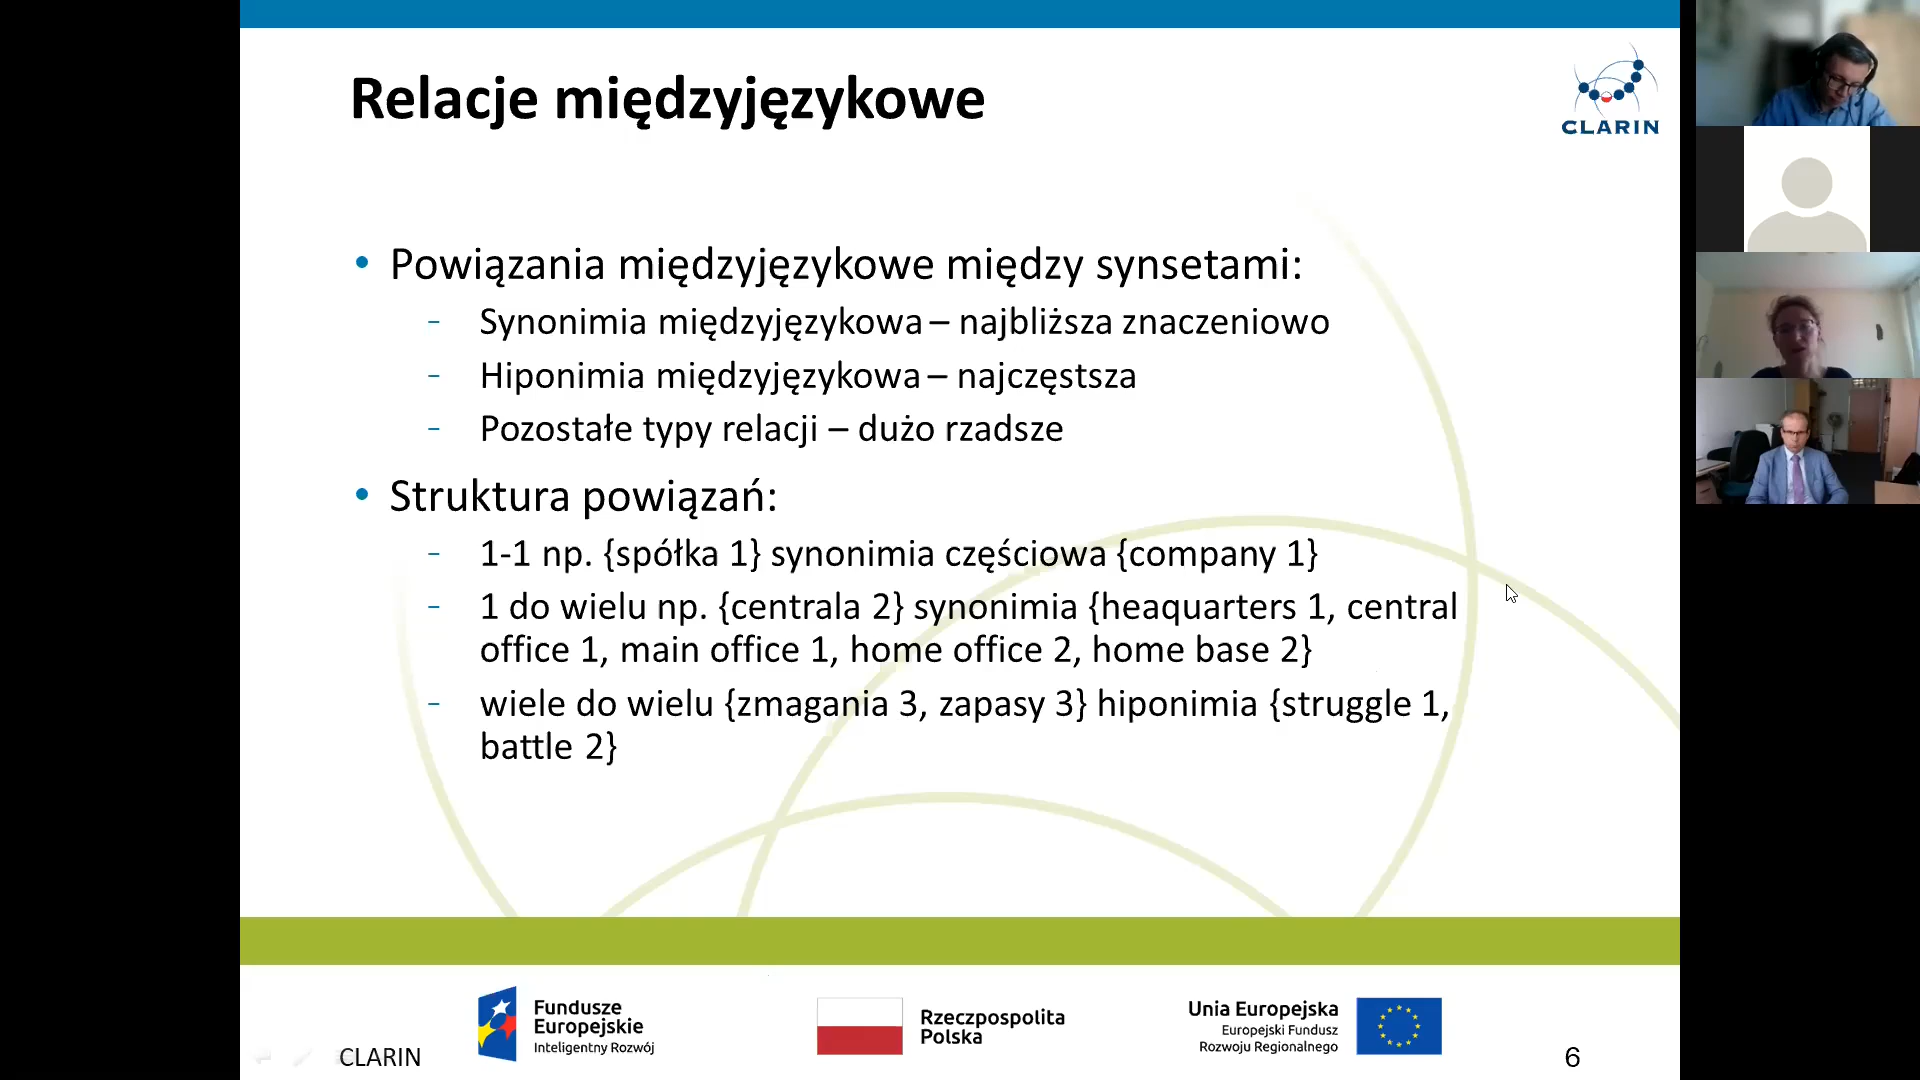 Relacje międzyjęzykowe
CLARIN
• Powiązania międzyjęzykowe między synsetami:
- Synonimia międzyjęzykowa – najbliższa znaczeniowo
- Hiponimia międzyjęzykowa – najczęstsza
- Pozostałe typy relacji – dużo rzadsze
• Struktura powiązań:
- 1-1 np. {spółka 1} synonimia częściowa {company 1}
- 1 do wielu np. {centrala 2} synonimia {heaquarters 1, central
office 1, main office 1, home office 2, home base 2}
- wiele do wielu {zmagania 3, zapasy 3} hiponimia {struggle 1,
battle 2}
CLARIN
Fundusze
Europejskie
Inteligentny Rozwój
Rzeczpospolita
Polska
Unia Europejska
Europejski Fundusz
Rozwoju Regionalnego
6